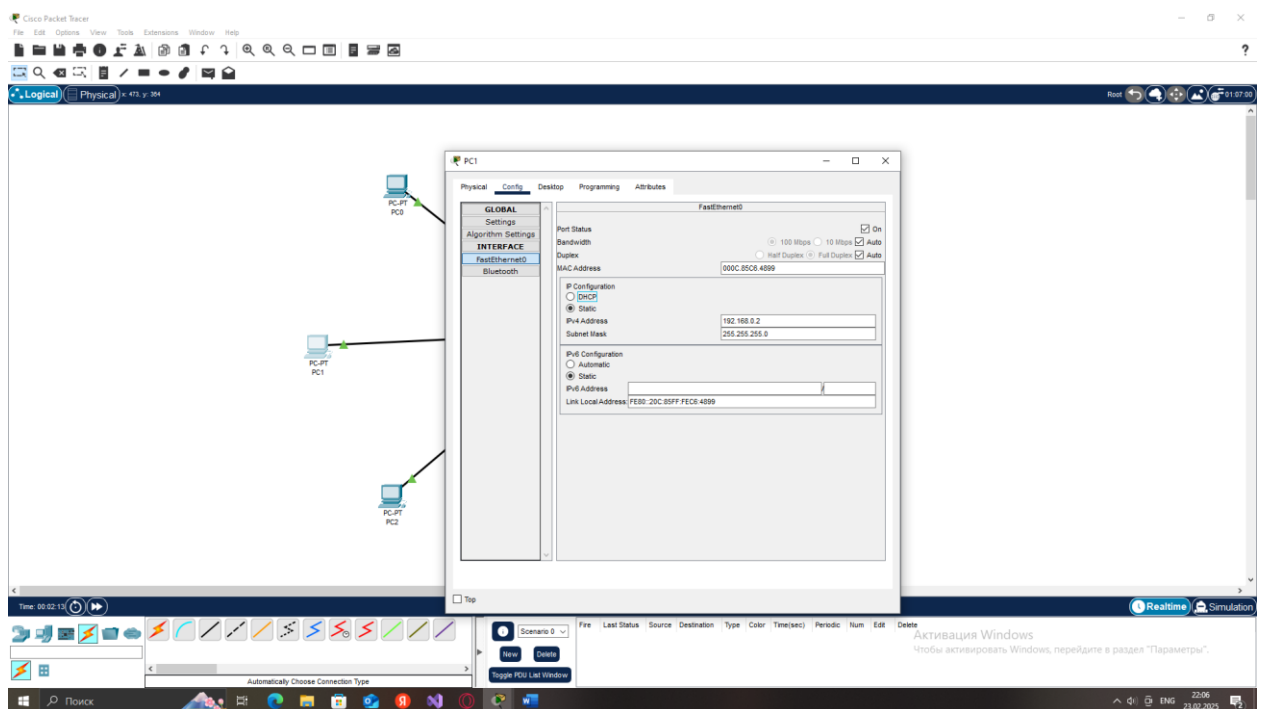 Cisco Packet Tracer
File Edit Options View Tools Extensions Window Help
?
Logical Physical x: 473, y: 384 Root 01:07:00
PC-PT
PC0
PC-PT
PC1
PC-PT
PC2
PC1
Physical Config Desktop Programming Attributes
GLOBAL
Settings
Algorithm Settings
INTERFACE
FastEthernet0
Bluetooth
FastEthernet0
Port Status On
Bandwidth 100 Mbps 10 Mbps Auto
Duplex Half Duplex Full Duplex Auto
MAC Address 000C.85C6.4899
IP Configuration
DHCP
Static
IPv4 Address 192.168.0.2
Subnet Mask 255.255.255.0
IPv6 Configuration
Automatic
Static
IPv6 Address /
Link Local Address: FE80::20C:85FF:FEC6:4899
Top
Time: 00:02:13 Realtime Simulation
Scenario 0
New Delete
Toggle PDU List Window
Fire Last Status Source Destination Type Color Time(sec) Periodic Num Edit Delete
Активация Windows
Чтобы активировать Windows, перейдите в раздел "Параметры".
Automatically Choose Connection Type
Поиск
ENG 22:06
23.02.2025